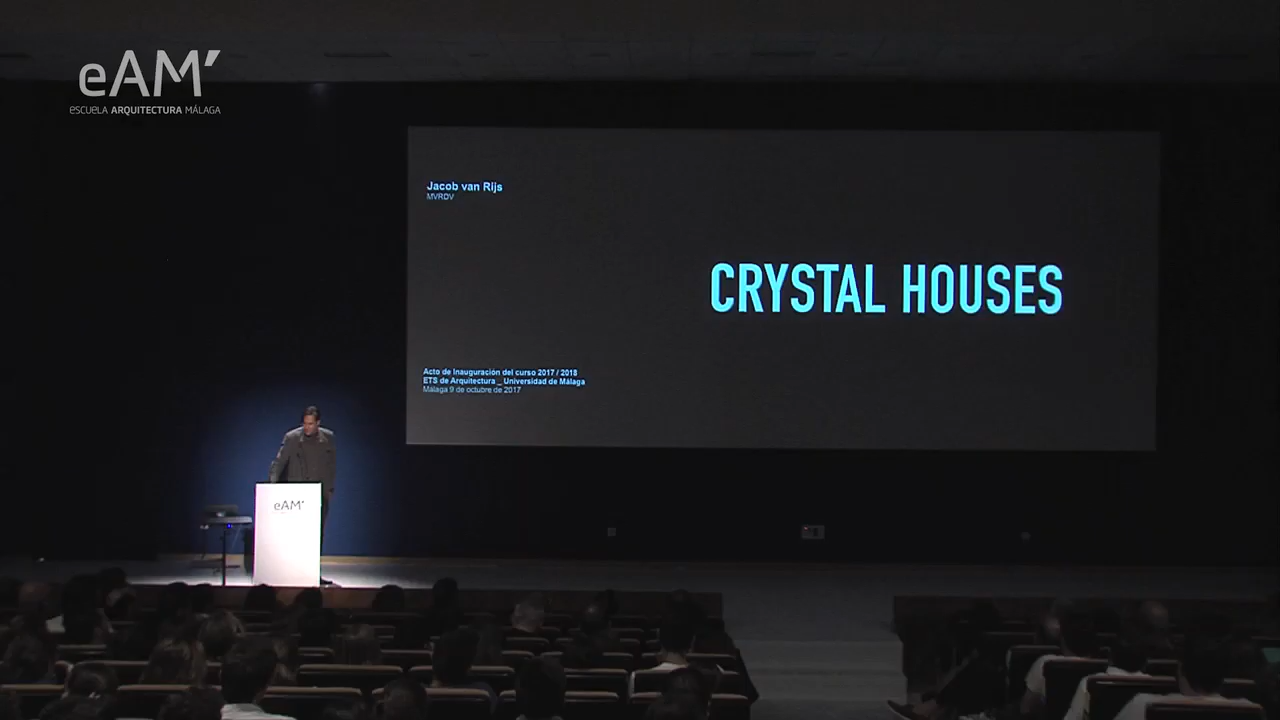 eAM'
ESCUELA ARQUITECTURA MÁLAGA
Jacob van Rijs
MVRDV
CRYSTAL HOUSES
Acto de Inauguración del curso 2017 / 2018
ETS de Arquitectura _ Universidad de Málaga
Málaga 9 de octubre de 2017
eAM'